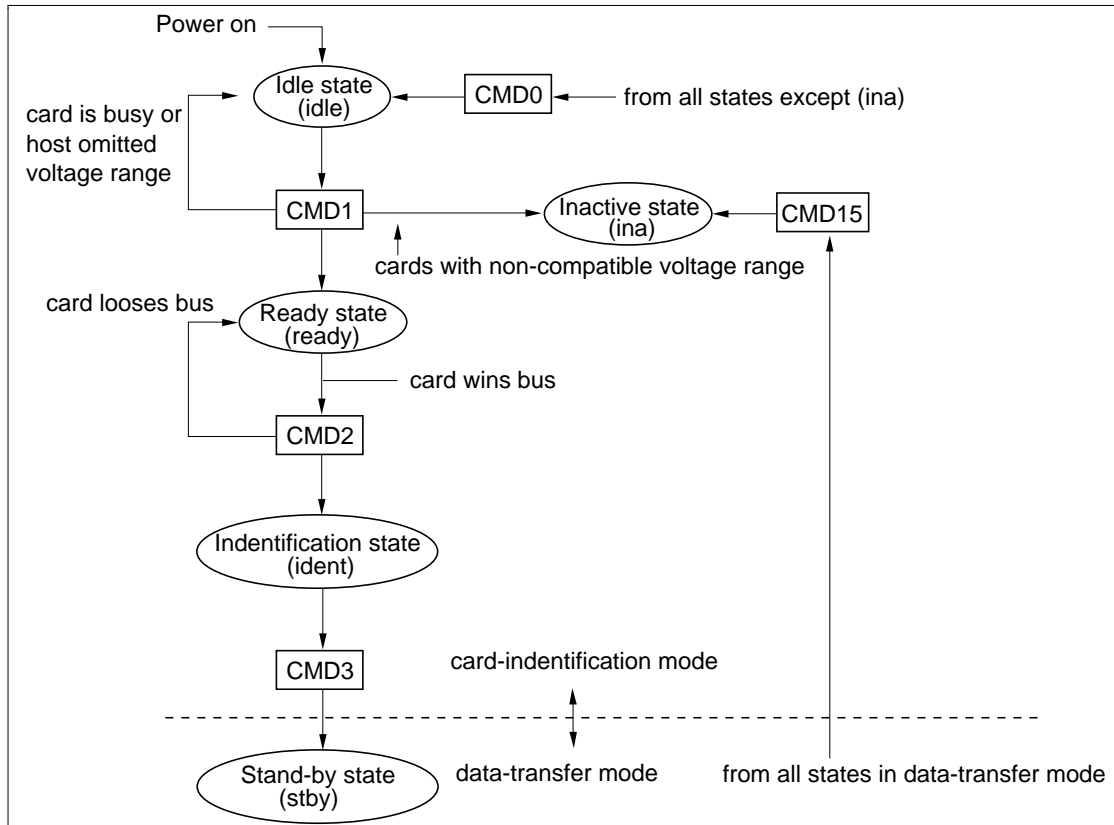 Power on
Idle state
(idle)
CMD0
from all states except (ina)
card is busy or
host omitted
voltage range
CMD1
Inactive state
(ina)
CMD15
cards with non-compatible voltage range
card looses bus
Ready state
(ready)
card wins bus
CMD2
Indentification state
(ident)
CMD3
card-indentification mode
Stand-by state
(stby)
data-transfer mode
from all states in data-transfer mode